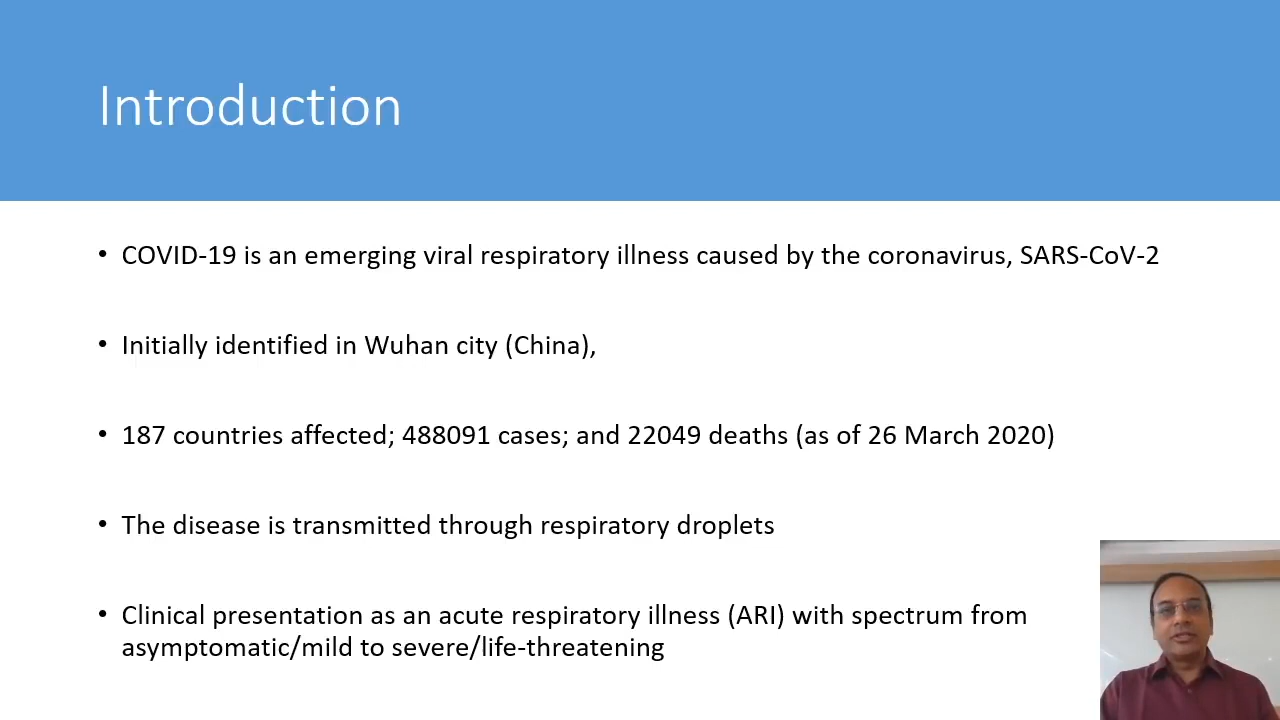 Introduction
• COVID-19 is an emerging viral respiratory illness caused by the coronavirus, SARS-CoV-2
• Initially identified in Wuhan city (China),
• 187 countries affected; 488091 cases; and 22049 deaths (as of 26 March 2020)
• The disease is transmitted through respiratory droplets
• Clinical presentation as an acute respiratory illness (ARI) with spectrum from
asymptomatic/mild to severe/life-threatening